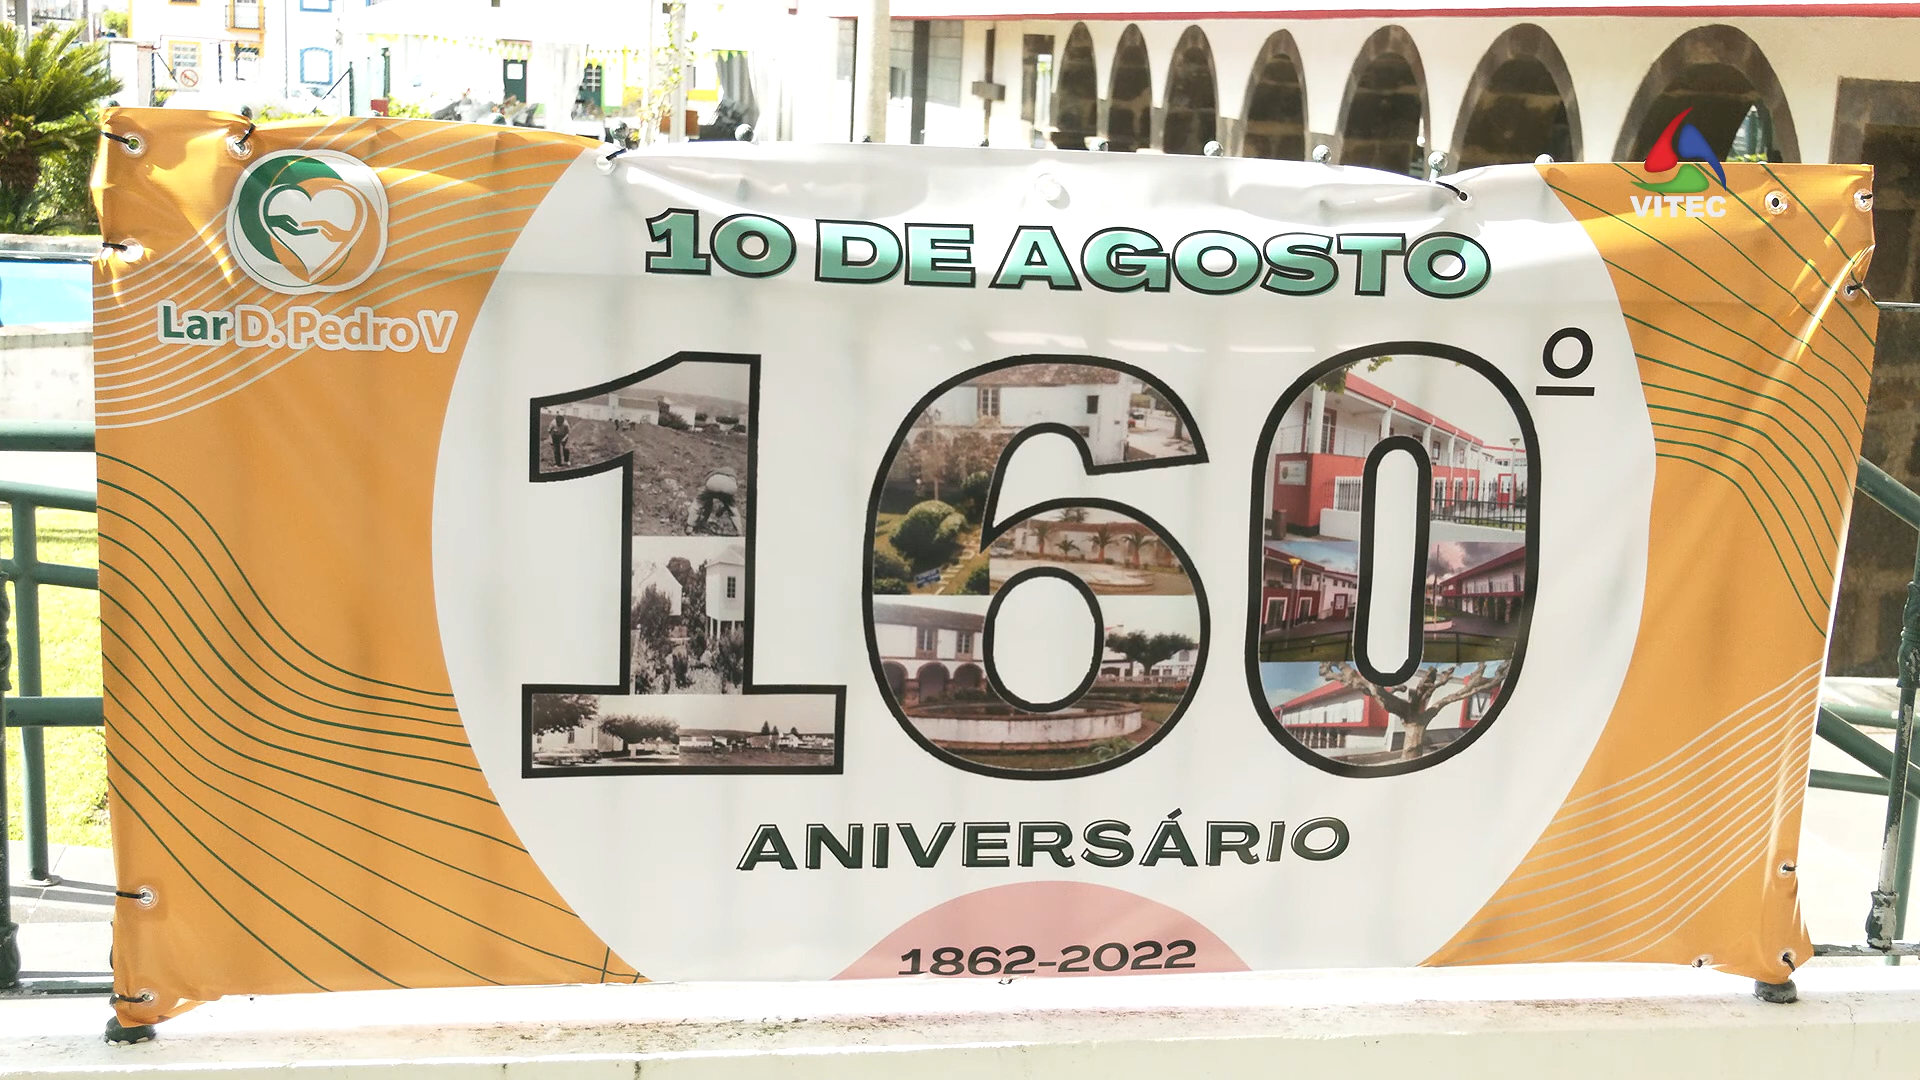 VITEC
10 DE AGOSTO
Lar D. Pedro V
160º
ANIVERSÁRIO
1862-2022